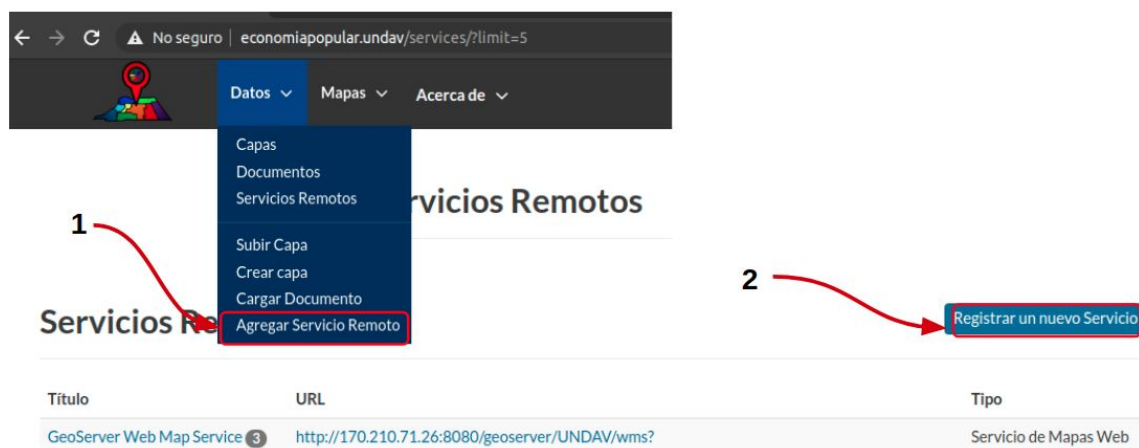 No seguro economiapopular.undav/services/?limit=5
Datos Mapas Acerca de
Capas
Documentos
Servicios Remotos
rvicios Remotos
1
Subir Capa
Crear capa
Cargar Documento
Agregar Servicio Remoto
2
Servicios Re
Registrar un nuevo Servicio
Título URL Tipo
GeoServer Web Map Service 3 http://170.210.71.26:8080/geoserver/UNDAV/wms? Servicio de Mapas Web